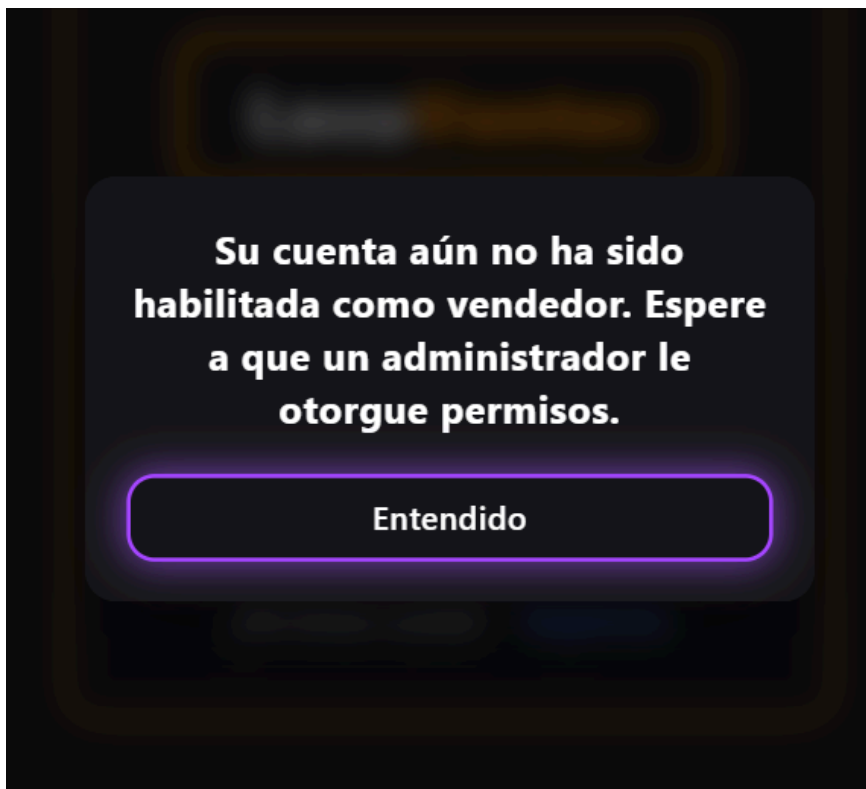 Su cuenta aún no ha sido
habilitada como vendedor. Espere
a que un administrador le
otorgue permisos.
Entendido